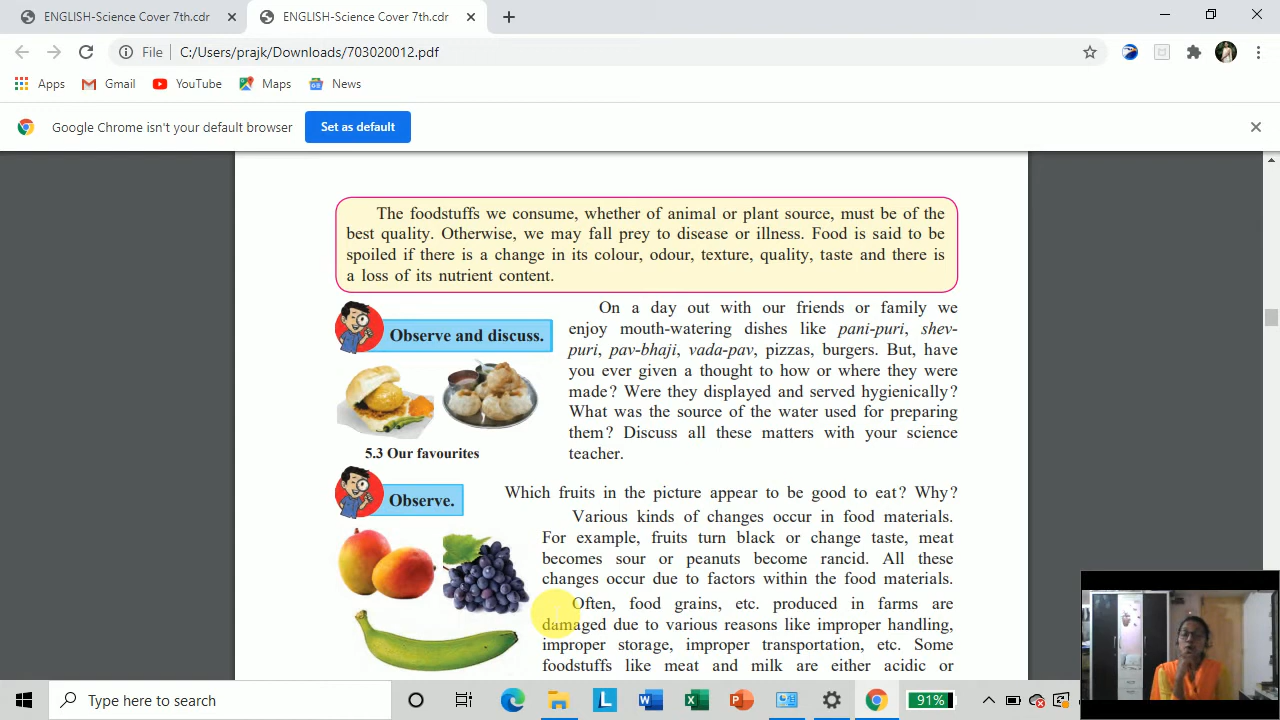 ENGLISH-Science Cover 7th.cdr
ENGLISH-Science Cover 7th.cdr
File
C:/Users/prajk/Downloads/703020012.pdf
Apps
Gmail
YouTube
Maps
News
Google Chrome isn't your default browser
Set as default
The foodstuffs we consume, whether of animal or plant source, must be of the
best quality. Otherwise, we may fall prey to disease or illness. Food is said to be
spoiled if there is a change in its colour, odour, texture, quality, taste and there is
a loss of its nutrient content.
Observe and discuss.
5.3 Our favourites
On a day out with our friends or family we
enjoy mouth-watering dishes like pani-puri, shev-
puri, pav-bhaji, vada-pav, pizzas, burgers. But, have
you ever given a thought to how or where they were
made? Were they displayed and served hygienically?
What was the source of the water used for preparing
them? Discuss all these matters with your science
teacher.
Observe.
Which fruits in the picture appear to be good to eat? Why?
Various kinds of changes occur in food materials.
For example, fruits turn black or change taste, meat
becomes sour or peanuts become rancid. All these
changes occur due to factors within the food materials.
Often, food grains, etc. produced in farms are
damaged due to various reasons like improper handling,
improper storage, improper transportation, etc. Some
foodstuffs like meat and milk are either acidic or
Type here to search
91%